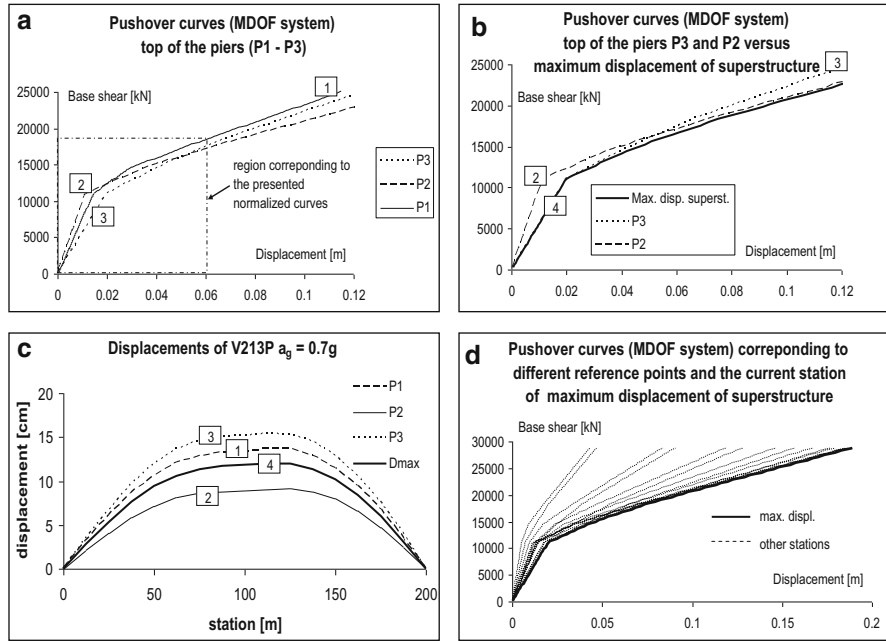 a
Pushover curves (MDOF system)
top of the piers (P1 - P3)
Base shear [kN]
25000
20000
15000
10000
5000
0
1
2
3
region correponding to
the presented
normalized curves
P3
P2
P1
Displacement [m]
0 0.02 0.04 0.06 0.08 0.1 0.12
b
Pushover curves (MDOF system)
top of the piers P3 and P2 versus
maximum displacement of superstructure
Base shear [kN]
25000
20000
15000
10000
5000
0
3
2
4
Max. disp. superst.
P3
P2
Displacement [m]
0 0.02 0.04 0.06 0.08 0.1 0.12
c
Displacements of V213P ag = 0.7g
displacement [cm]
20
15
10
5
0
3
1
4
2
P1
P2
P3
Dmax
0 50 100 150 200
station [m]
d
Pushover curves (MDOF system) correponding to
different reference points and the current station
of maximum displacement of superstructure
Base shear [kN]
30000
25000
20000
15000
10000
5000
0
max. displ.
other stations
Displacement [m]
0 0.05 0.1 0.15 0.2